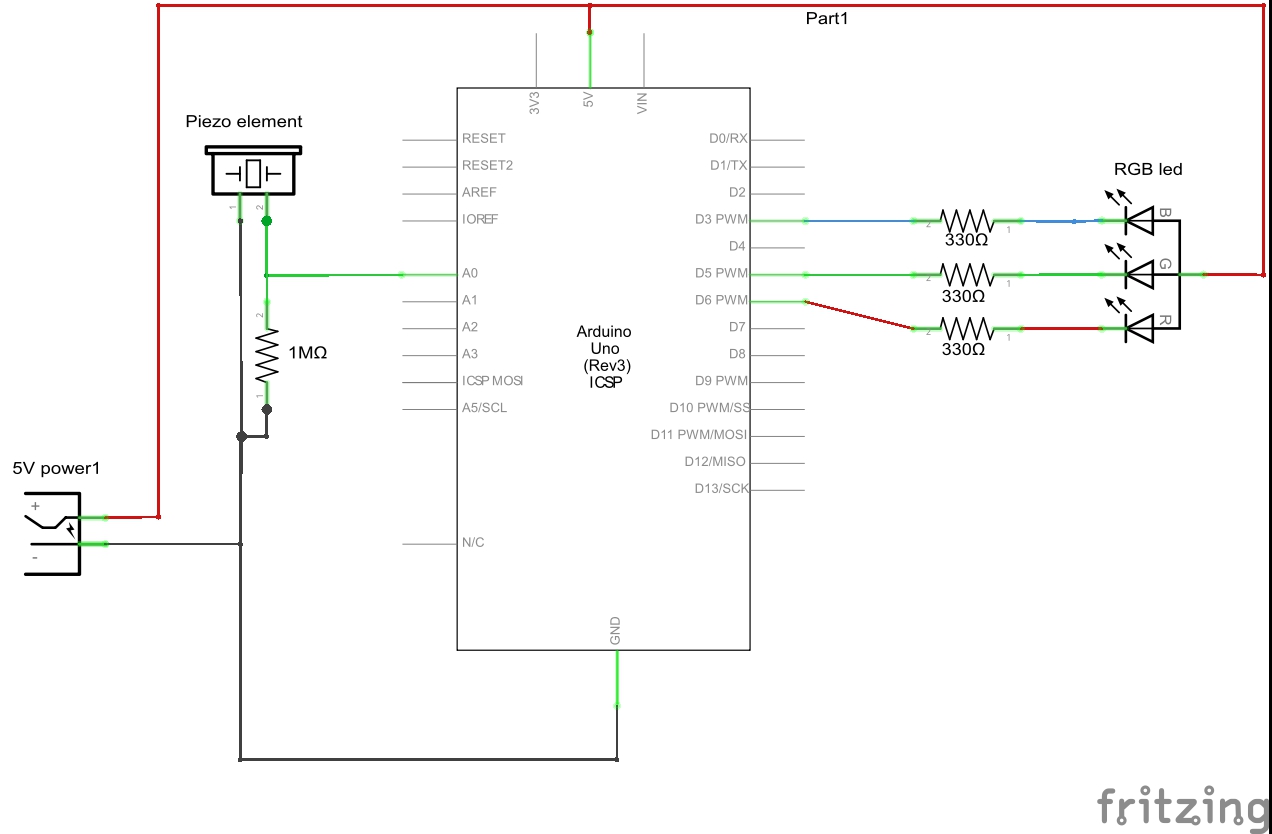 Part1
3V3
5V
VIN
Piezo element
1
2
RESET
RESET2
AREF
IOREF
A0
A1
A2
A3
ICSP MOSI
A5/SCL
N/C
D0/RX
D1/TX
D2
D3 PWM
D4
D5 PWM
D6 PWM
D7
D8
D9 PWM
D10 PWM/SS
D11 PWM/MOSI
D12/MISO
D13/SCK
GND
Arduino
Uno
(Rev3)
ICSP
2
1MΩ
1
RGB led
B
G
R
2
330Ω
1
2
330Ω
1
2
330Ω
1
5V power1
+
-
fritzing